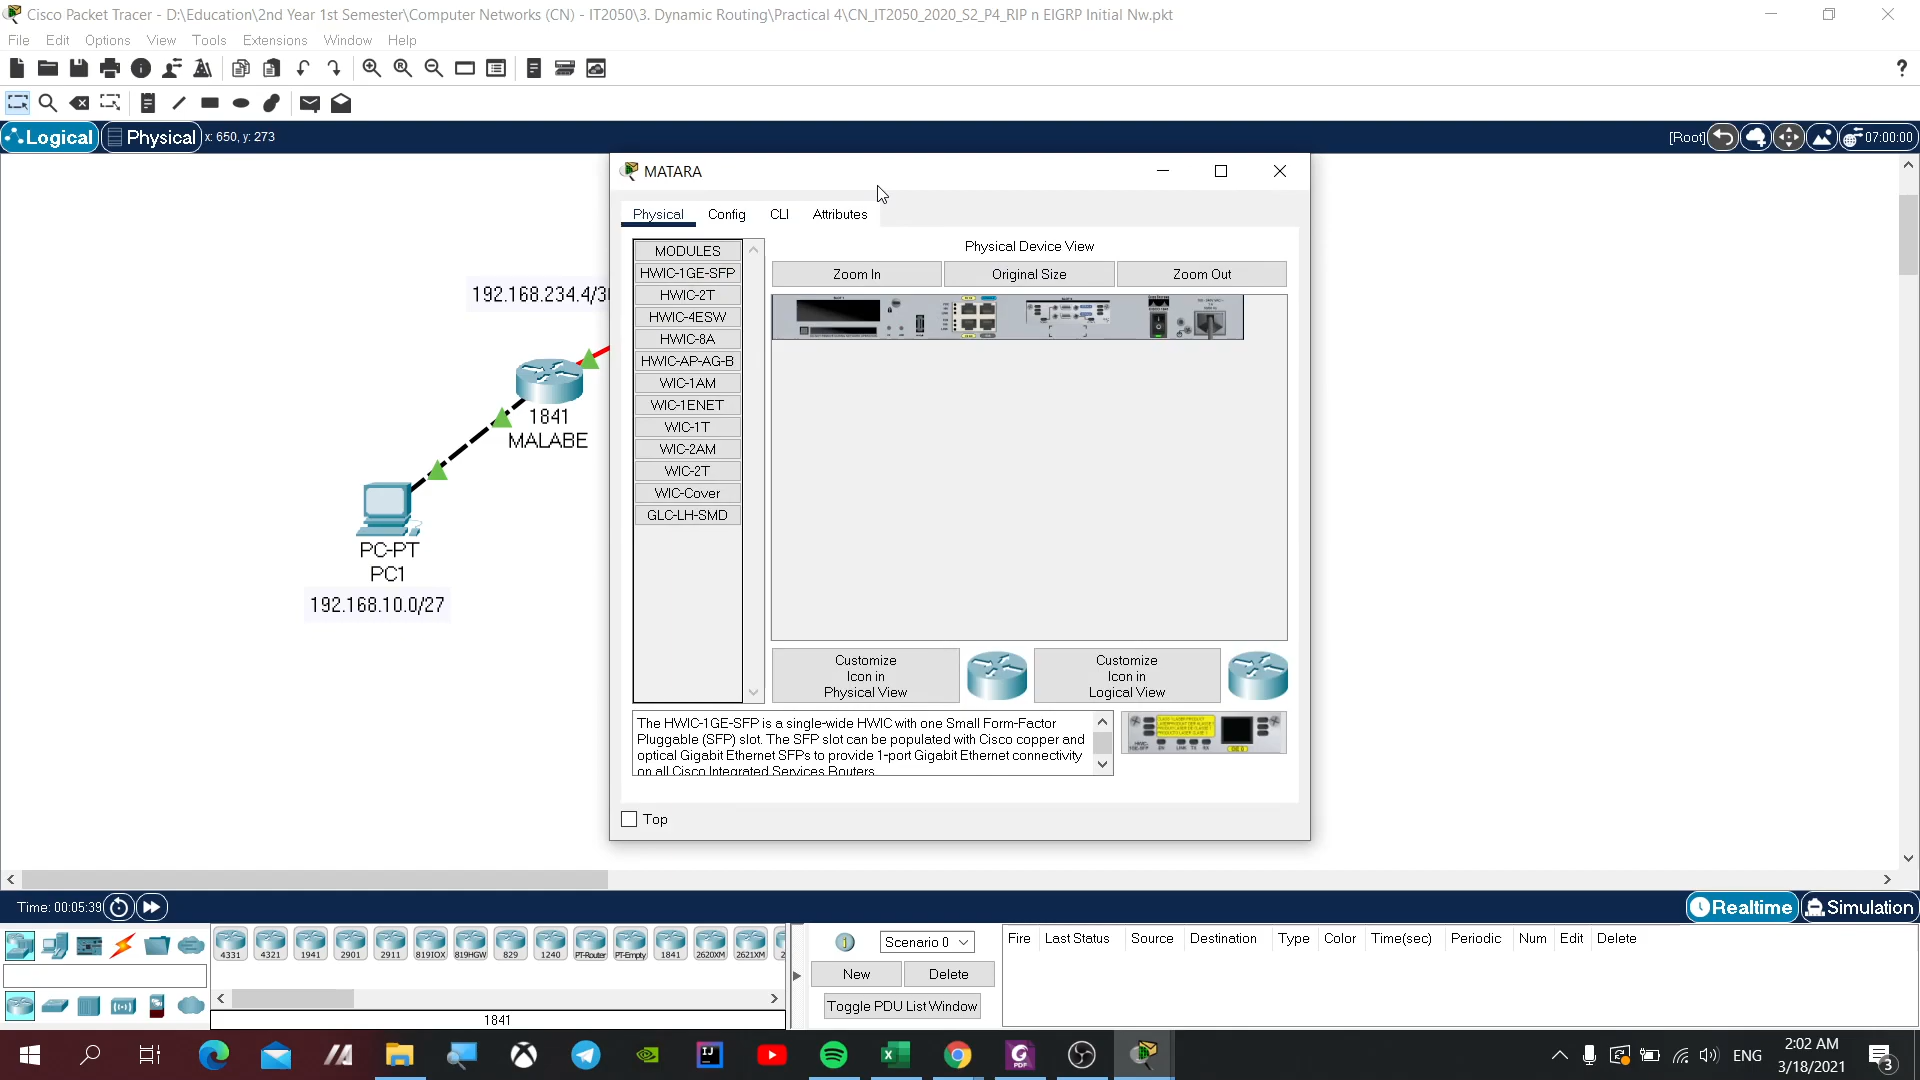 Cisco Packet Tracer - D:\Education\2nd Year 1st Semester\Computer Networks (CN) - IT2050\3. Dynamic Routing\Practical 4\CN_IT2050_2020_S2_P4_RIP n EIGRP Initial Nw.pkt
File Edit Options View Tools Extensions Window Help
?
Logical Physical x: 650, y: 273 [Root] 07:00:00
MATARA
Physical Config CLI Attributes
MODULES
HWIC-1GE-SFP
HWIC-2T
HWIC-4ESW
HWIC-8A
HWIC-AP-AG-B
WIC-1AM
WIC-1ENET
WIC-1T
WIC-2AM
WIC-2T
WIC-Cover
GLC-LH-SMD
Physical Device View
Zoom In Original Size Zoom Out
192.168.234.4/3
1841
MALABE
PC-PT
PC1
192.168.10.0/27
Customize
Icon in
Physical View
Customize
Icon in
Logical View
The HWIC-1GE-SFP is a single-wide HWIC with one Small Form-Factor
Pluggable (SFP) slot. The SFP slot can be populated with Cisco copper and
optical Gigabit Ethernet SFPs to provide 1-port Gigabit Ethernet connectivity
on all Cisco Integrated Services Routers
Top
Time: 00:05:39 Realtime Simulation
4331 4321 1941 2901 2911 819IOX 819HGW 829 1240 PT-Router PT-Empty 1841 2620XM 2621XM 2
1841
Scenario 0
New Delete
Toggle PDU List Window
Fire Last Status Source Destination Type Color Time(sec) Periodic Num Edit Delete
ENG
2:02 AM
3/18/2021
3